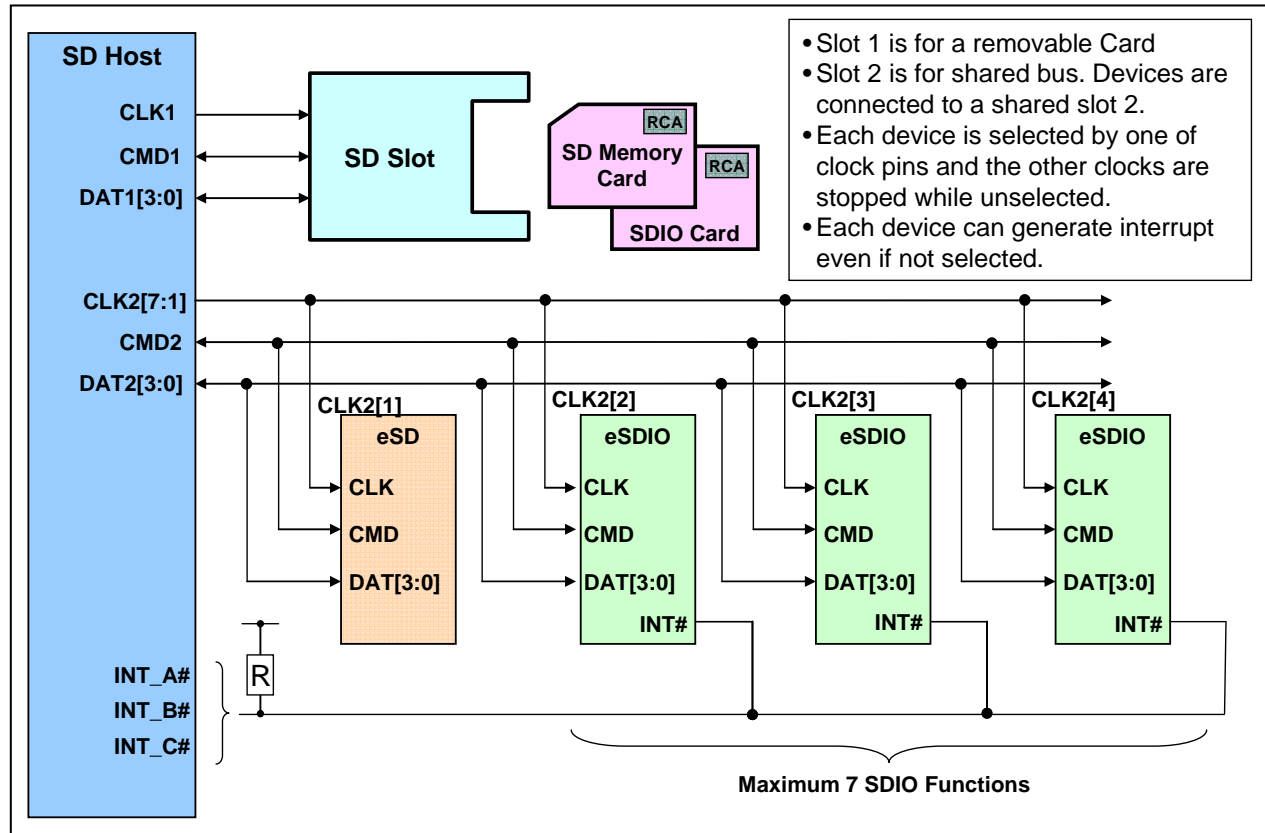 SD Host
CLK1
CMD1
DAT1[3:0]
CLK2[7:1]
CMD2
DAT2[3:0]
INT_A#
INT_B#
INT_C#
SD Slot
RCA
SD Memory
Card
RCA
SDIO Card
•Slot 1 is for a removable Card
•Slot 2 is for shared bus. Devices are
connected to a shared slot 2.
•Each device is selected by one of
clock pins and the other clocks are
stopped while unselected.
•Each device can generate interrupt
even if not selected.
CLK2[1]
eSD
CLK
CMD
DAT[3:0]
CLK2[2]
eSDIO
CLK
CMD
DAT[3:0]
INT#
CLK2[3]
eSDIO
CLK
CMD
DAT[3:0]
INT#
CLK2[4]
eSDIO
CLK
CMD
DAT[3:0]
INT#
R
Maximum 7 SDIO Functions